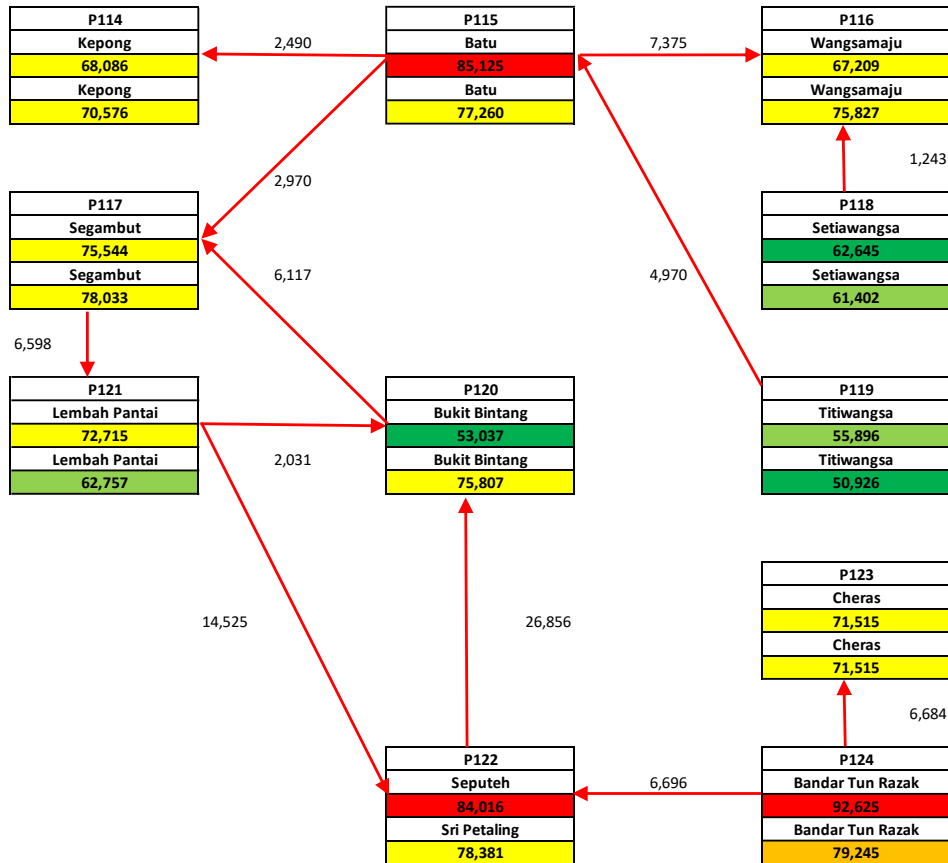 P114
Kepong
68,086
Kepong
70,576
2,490
P115
Batu
85,125
Batu
77,260
7,375
P116
Wangsamaju
67,209
Wangsamaju
75,827
2,970
1,243
P117
Segambut
75,544
Segambut
78,033
6,117
4,970
P118
Setiawangsa
62,645
Setiawangsa
61,402
6,598
P121
Lembah Pantai
72,715
Lembah Pantai
62,757
2,031
P120
Bukit Bintang
53,037
Bukit Bintang
75,807
P119
Titiwangsa
55,896
Titiwangsa
50,926
14,525
26,856
P123
Cheras
71,515
Cheras
71,515
6,684
P122
Seputeh
84,016
Sri Petaling
78,381
6,696
P124
Bandar Tun Razak
92,625
Bandar Tun Razak
79,245